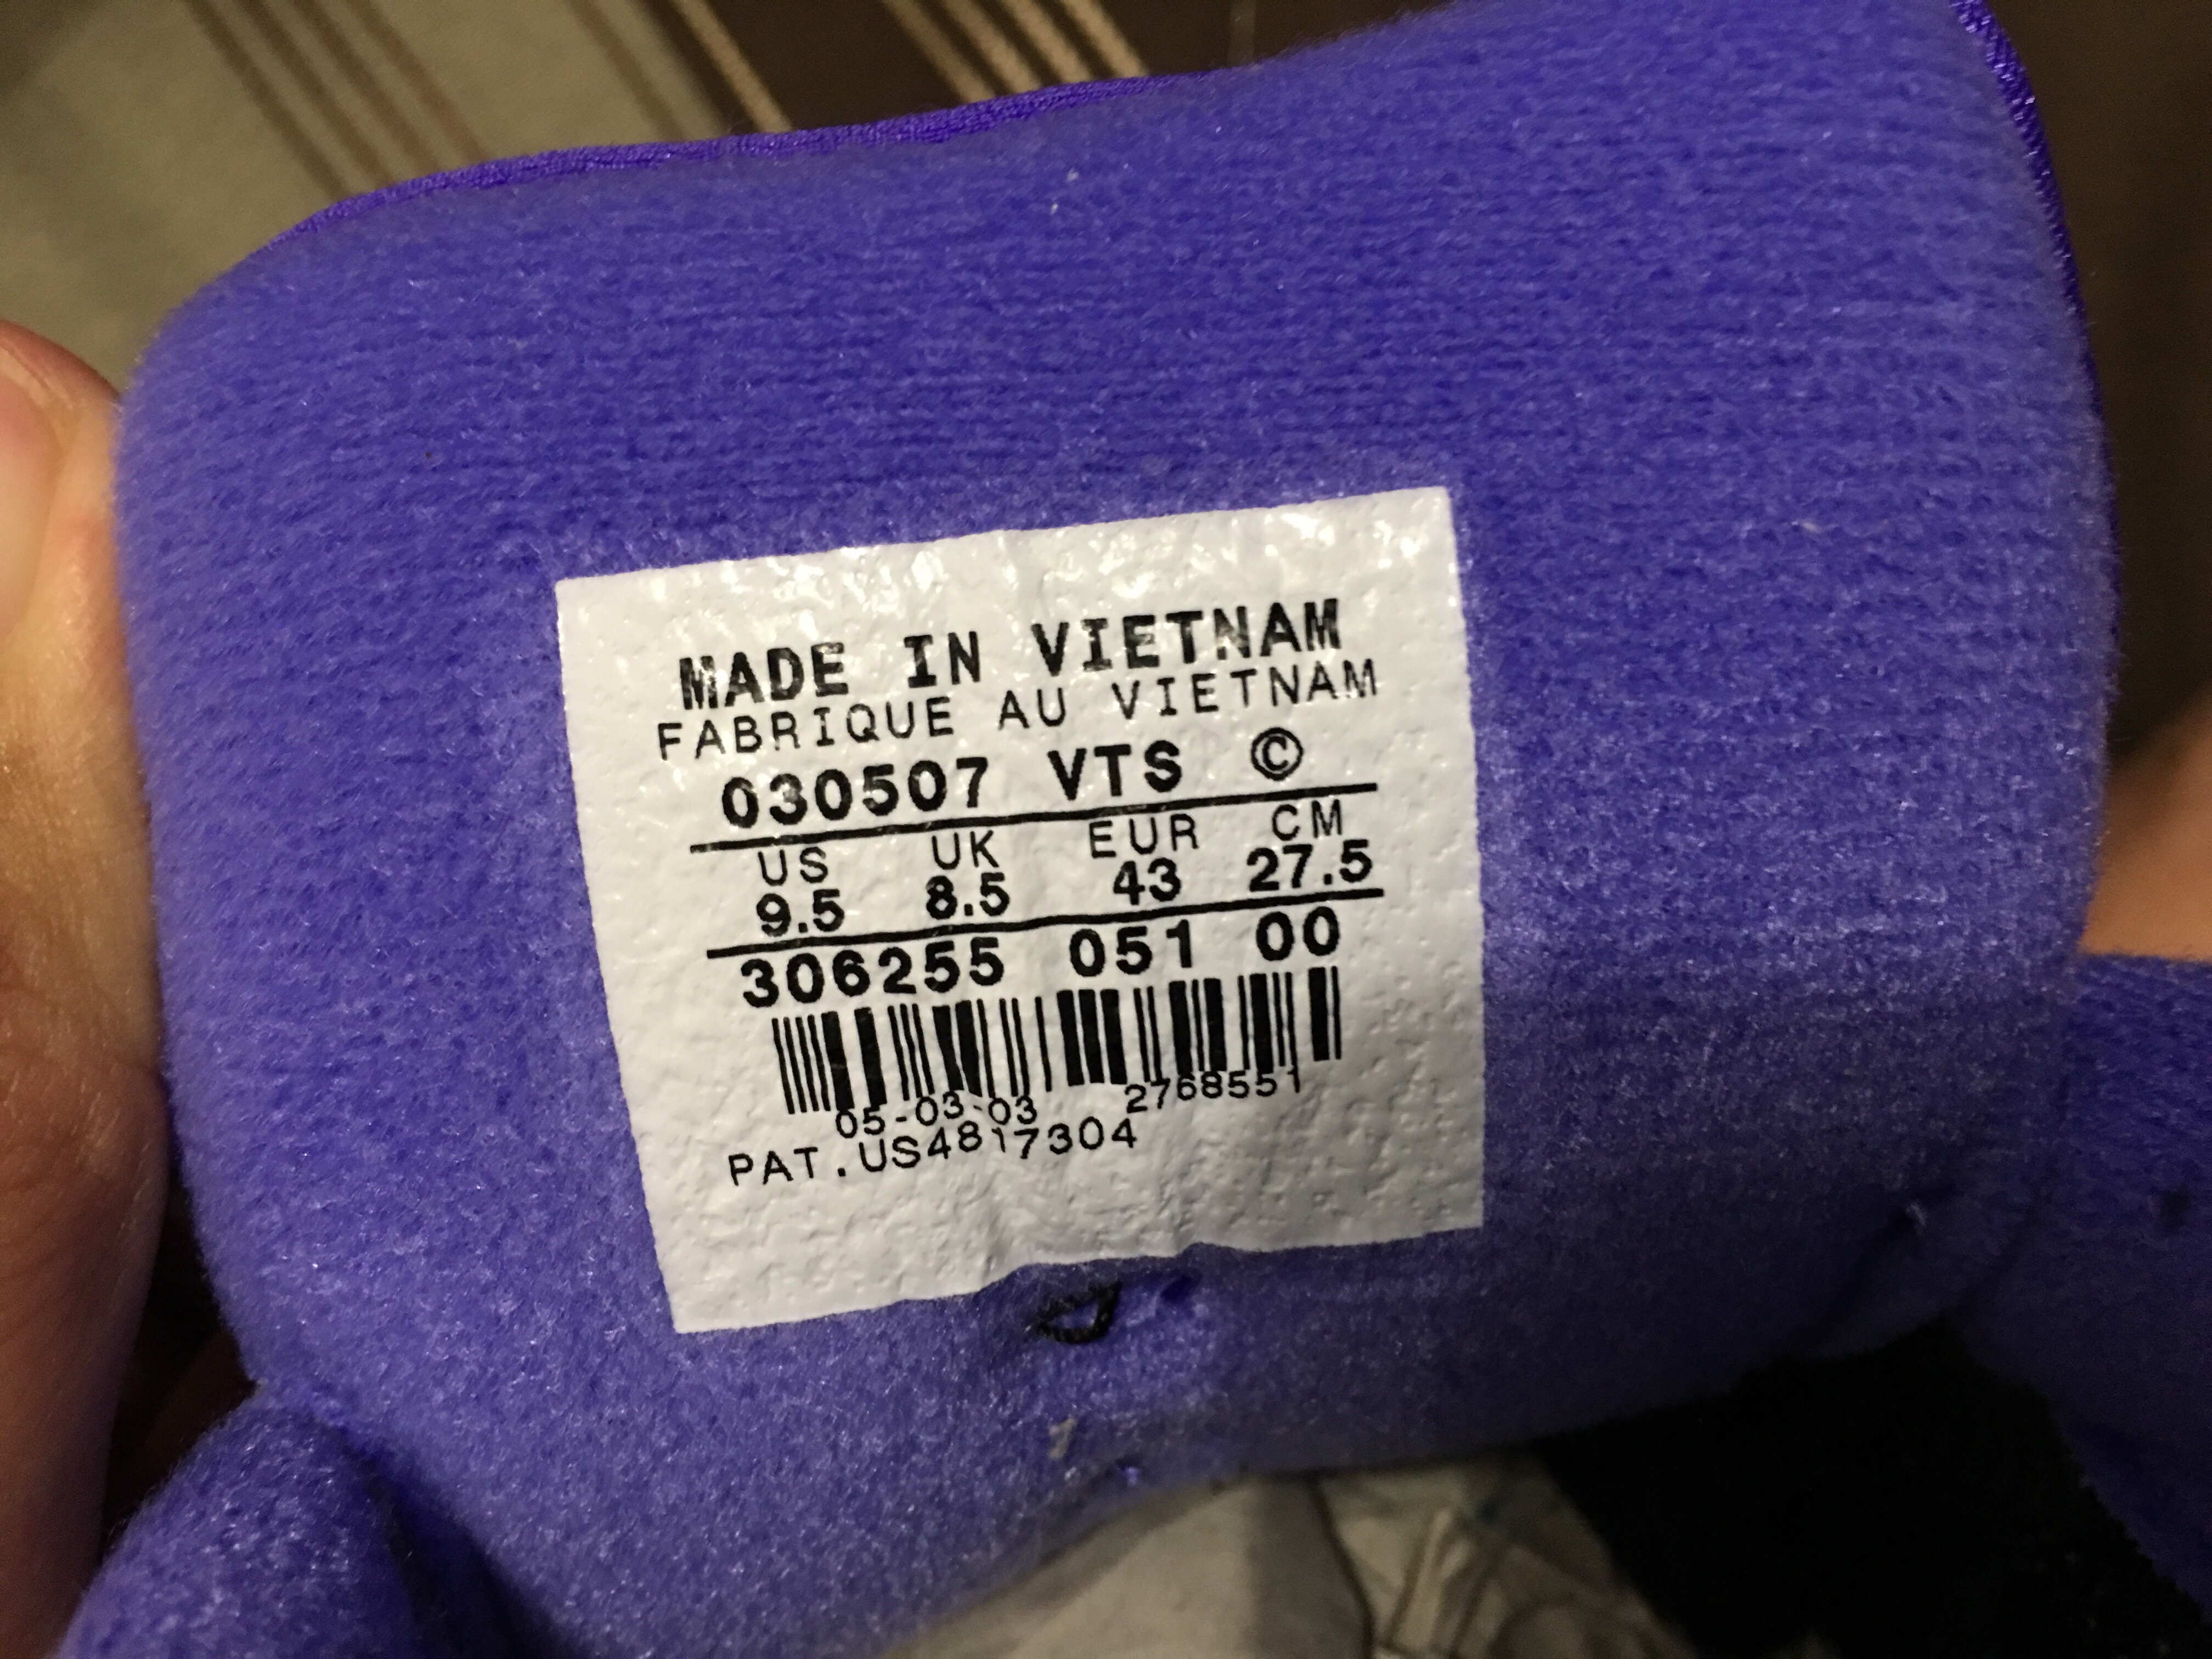 MADE IN VIETNAM
FABRIQUE AU VIETNAM
030507 VTS ©
US UK EUR CM
9.5 8.5 43 27.5
306255 051 00
05-03-03 2768551
PAT.US4817304